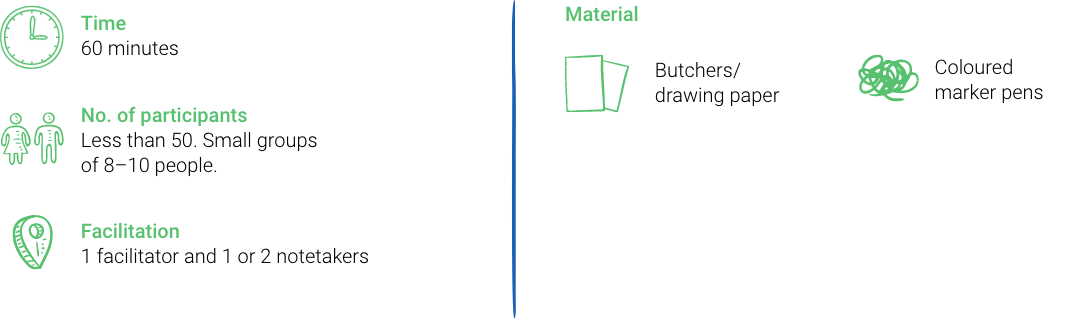 Time
60 minutes
No. of participants
Less than 50. Small groups
of 8–10 people.
Facilitation
1 facilitator and 1 or 2 notetakers
Material
Butchers/
drawing paper
Coloured
marker pens